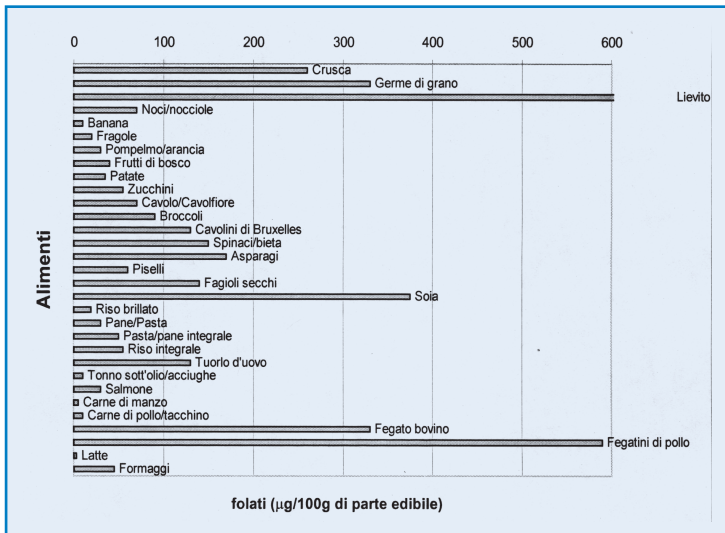 0 100 200 300 400 500 600
Crusca
Germe di grano
Lievito
Noci/nocciole
Banana
Fragole
Pompelmo/arancia
Frutti di bosco
Patate
Zucchini
Cavolo/Cavolfiore
Broccoli
Cavolini di Bruxelles
Spinaci/bieta
Asparagi
Piselli
Fagioli secchi
Soia
Riso brillato
Pane/Pasta
Pasta/pane integrale
Riso integrale
Tuorlo d'uovo
Tonno sott'olio/acciughe
Salmone
Carne di manzo
Carne di pollo/tacchino
Fegato bovino
Fegatini di pollo
Latte
Formaggi
Alimenti
folati (μg/100g di parte edibile)